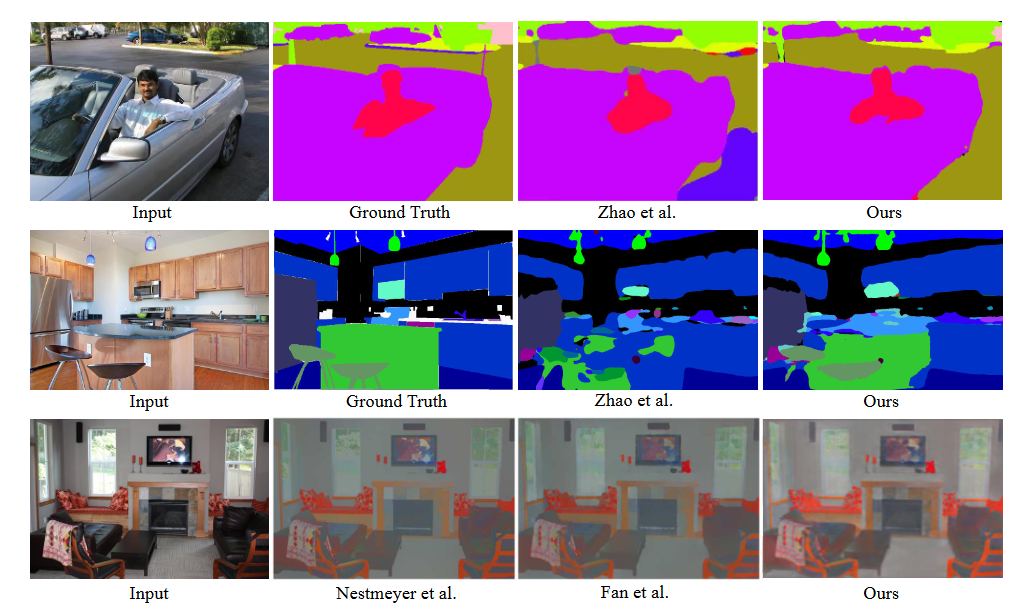 Input Ground Truth Zhao et al. Ours
Input Ground Truth Zhao et al. Ours
Input Nestmeyer et al. Fan et al. Ours